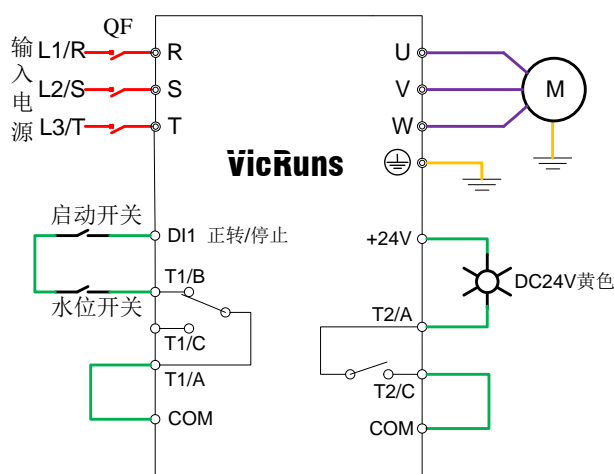 QF
输入电源
L1/R
R
L2/S
S
L3/T
T
U
V
W
M
VicRuns
启动开关
DI1 正转/停止
水位开关
T1/B
T1/C
T1/A
COM
+24V
DC24V黄色
T2/A
T2/C
COM